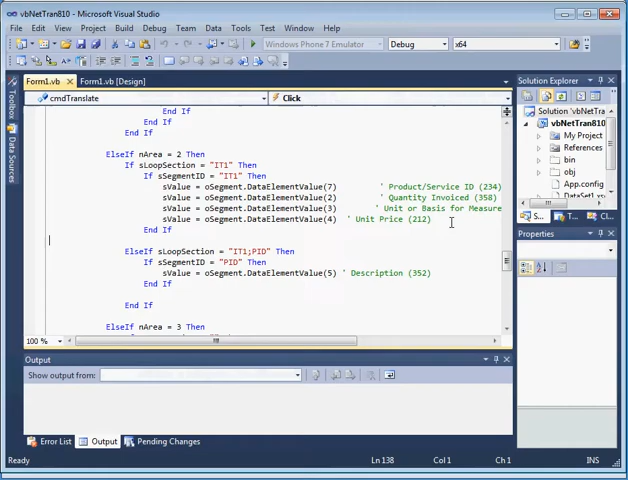 vbNetTran810 - Microsoft Visual Studio
File Edit View Project Build Debug Team Data Tools Test Window Help
Windows Phone 7 Emulator Debug x64
Form1.vb Form1.vb [Design]
cmdTranslate Click
End If
End If
End If
ElseIf nArea = 2 Then
If sLoopSection = "IT1" Then
If sSegmentID = "IT1" Then
sValue = oSegment.DataElementValue(7) ' Product/Service ID (234)
sValue = oSegment.DataElementValue(2) ' Quantity Invoiced (358)
sValue = oSegment.DataElementValue(3) ' Unit or Basis for Measure
sValue = oSegment.DataElementValue(4) ' Unit Price (212)
End If
ElseIf sLoopSection = "IT1;PID" Then
If sSegmentID = "PID" Then
sValue = oSegment.DataElementValue(5) ' Description (352)
End If
End If
ElseIf nArea = 3 Then
100 %
Toolbox
Data Sources
Output
Show output from:
Error List Output Pending Changes
Solution Explorer
Solution 'vbNetTra
vbNetTran810
My Project
References
bin
obj
App.config
S... T... Cl...
Properties
Ready Ln 138 Col 1 Ch 1 INS